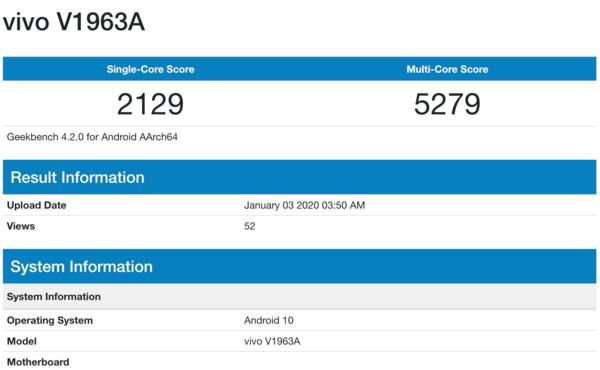 vivo V1963A
Single-Core Score Multi-Core Score
2129 5279
Geekbench 4.2.0 for Android AArch64
Result Information
Upload Date January 03 2020 03:50 AM
Views 52
System Information
System Information
Operating System Android 10
Model vivo V1963A
Motherboard